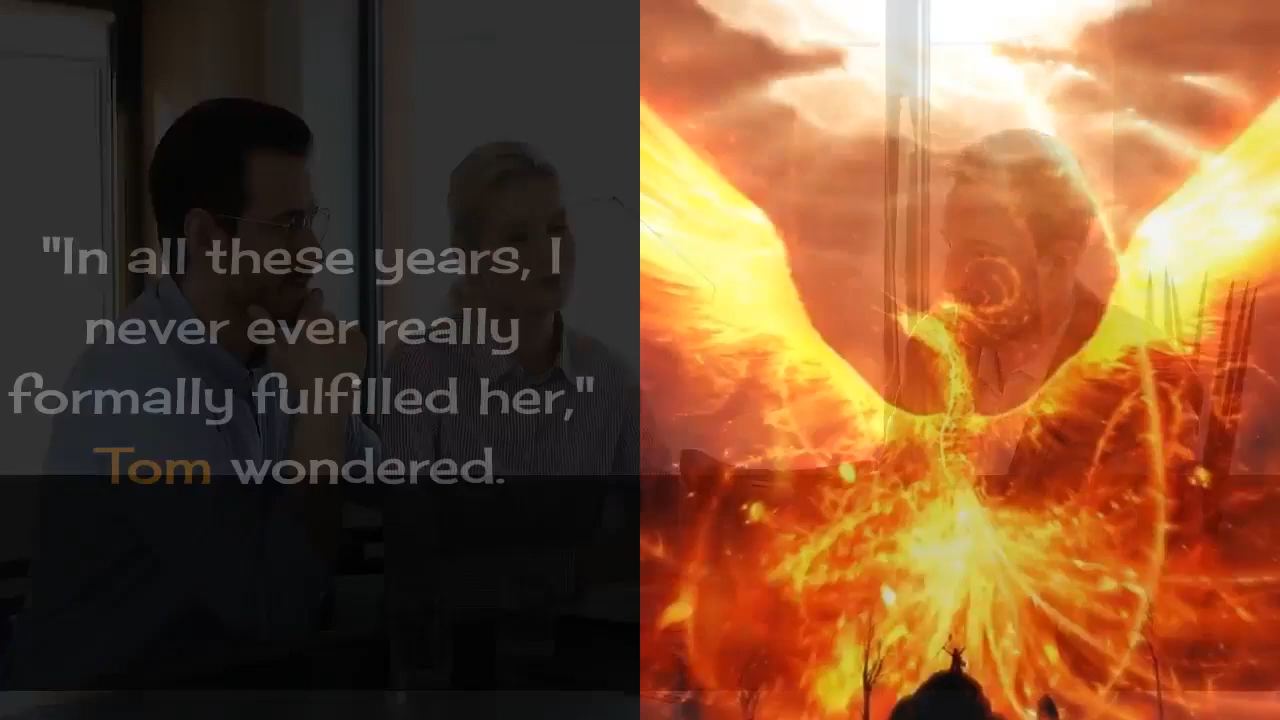 "In all these years, I
never ever really
formally fulfilled her,"
Tom wondered.